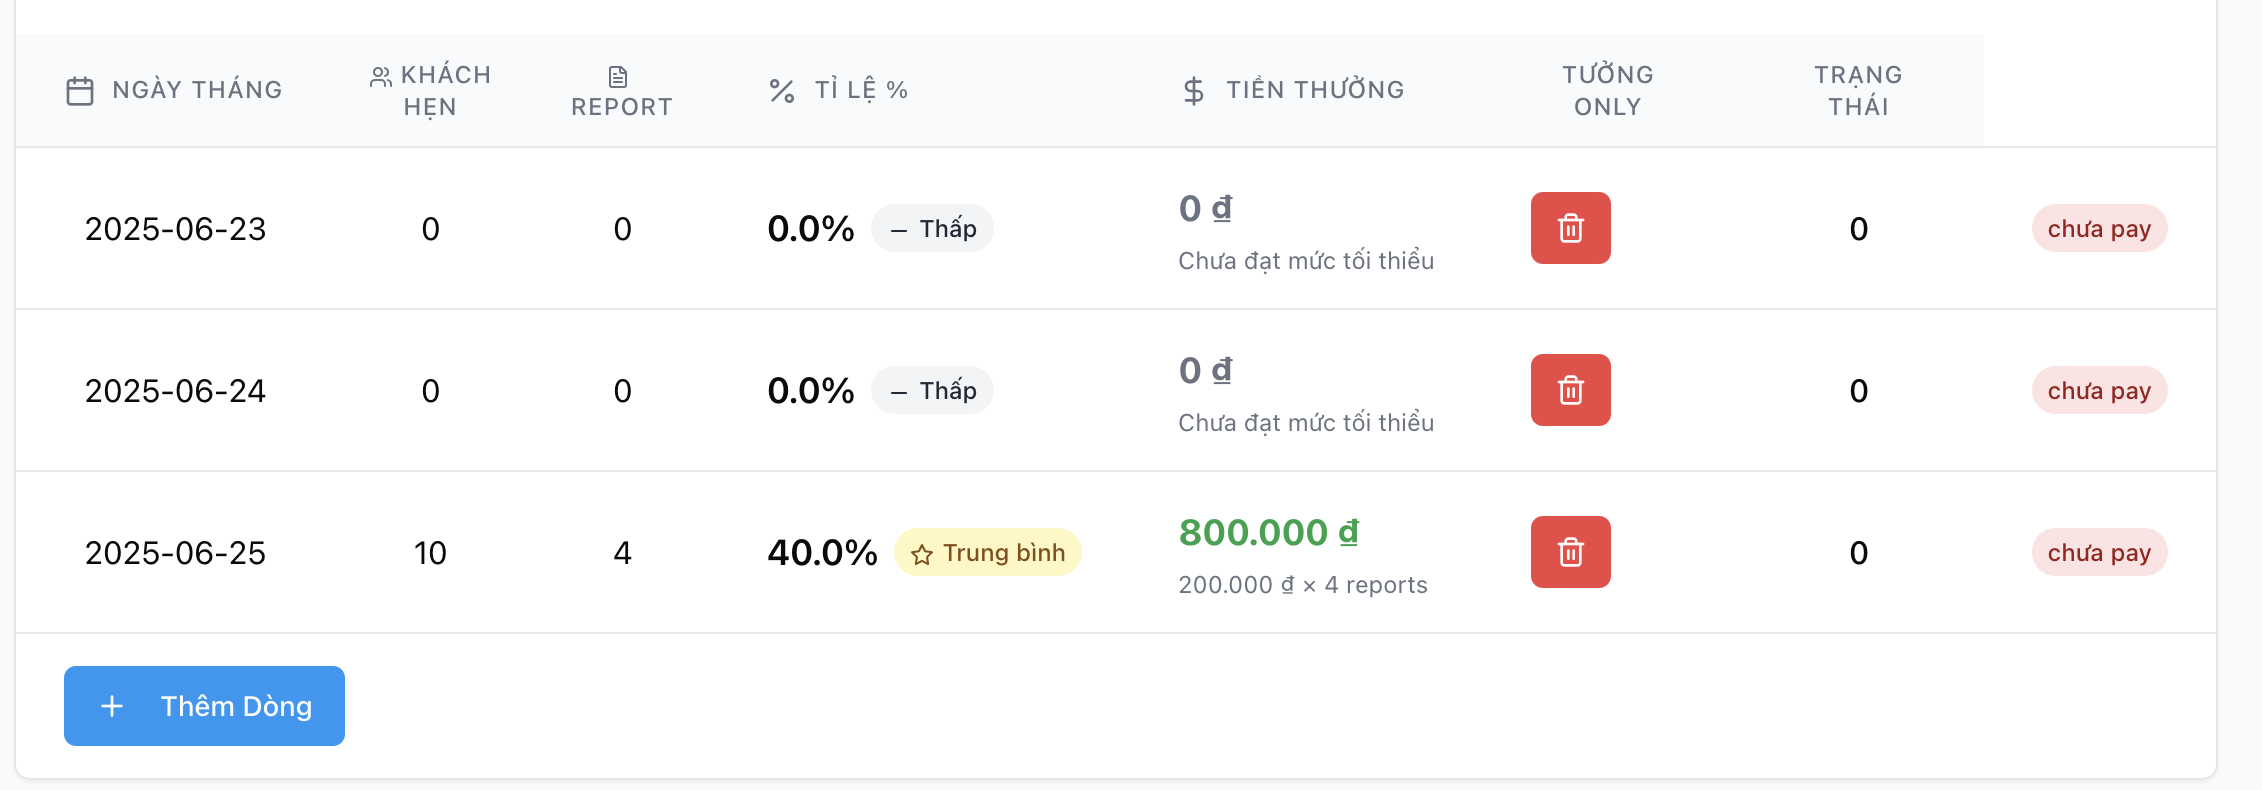 NGÀY THÁNG
KHÁCH
HẸN
REPORT
TỈ LỆ %
TIỀN THƯỞNG
TƯỞNG
ONLY
TRẠNG
THÁI
2025-06-23
0
0
0.0%
– Thấp
0 ₫
Chưa đạt mức tối thiểu
0
chưa pay
2025-06-24
0
0
0.0%
– Thấp
0 ₫
Chưa đạt mức tối thiểu
0
chưa pay
2025-06-25
10
4
40.0%
Trung bình
800.000 ₫
200.000 ₫ × 4 reports
0
chưa pay
+ Thêm Dòng